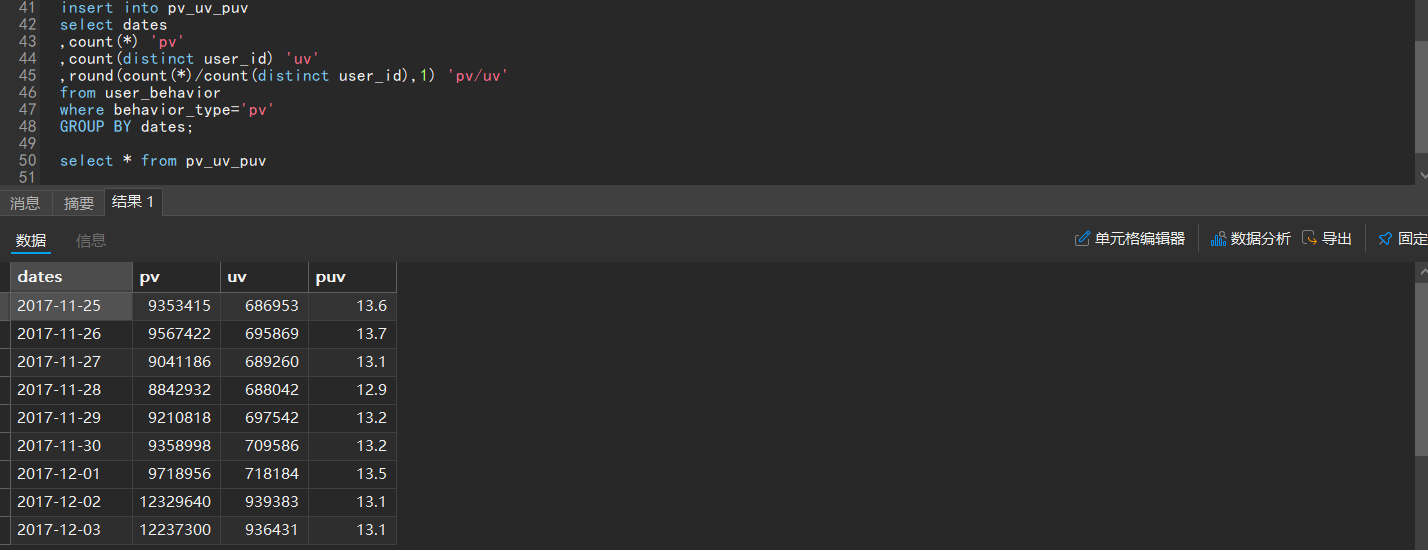 41 insert into pv_uv_puv
42 select dates
43 ,count(*) 'pv'
44 ,count(distinct user_id) 'uv'
45 ,round(count(*)/count(distinct user_id),1) 'pv/uv'
46 from user_behavior
47 where behavior_type='pv'
48 GROUP BY dates;
49
50 select * from pv_uv_puv
51
消息 摘要 结果 1
数据 信息 单元格编辑器 数据分析 导出 固定
dates pv uv puv
2017-11-25 9353415 686953 13.6
2017-11-26 9567422 695869 13.7
2017-11-27 9041186 689260 13.1
2017-11-28 8842932 688042 12.9
2017-11-29 9210818 697542 13.2
2017-11-30 9358998 709586 13.2
2017-12-01 9718956 718184 13.5
2017-12-02 12329640 939383 13.1
2017-12-03 12237300 936431 13.1